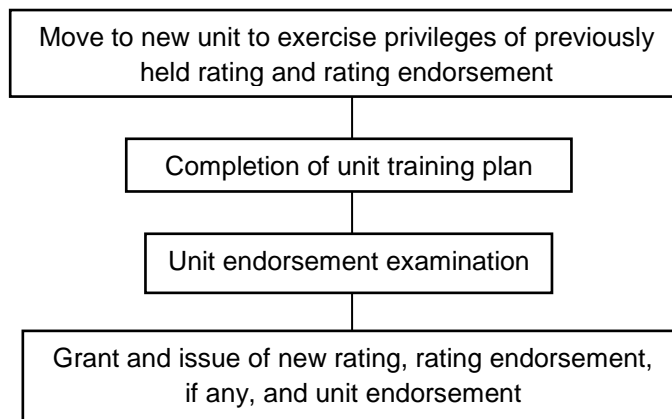 Move to new unit to exercise privileges of previously
held rating and rating endorsement
Completion of unit training plan
Unit endorsement examination
Grant and issue of new rating, rating endorsement,
if any, and unit endorsement